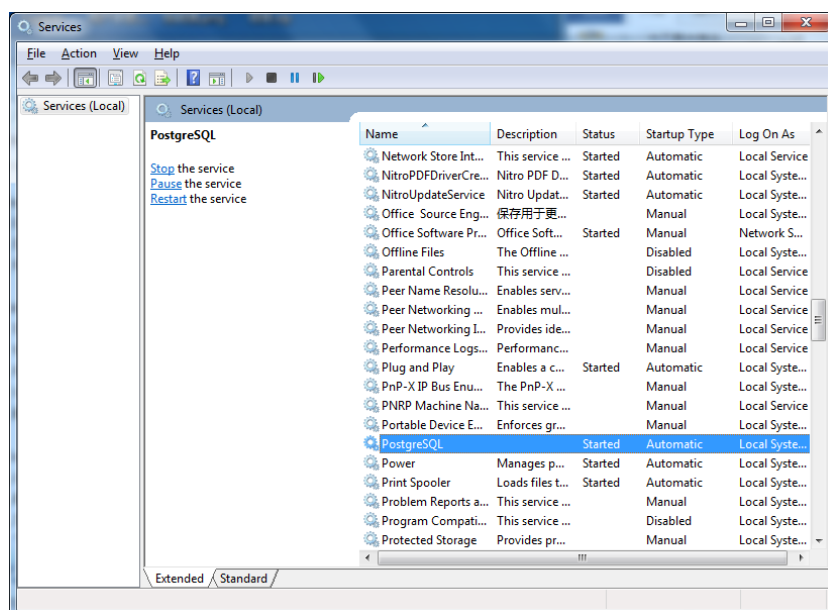 Services
File Action View Help
Services (Local)
Services (Local)
PostgreSQL
Stop the service
Pause the service
Restart the service
Name Description Status Startup Type Log On As
Network Store Int... This service ... Started Automatic Local Service
NitroPDFDriverCre... Nitro PDF D... Started Automatic Local Syste...
NitroUpdateService Nitro Updat... Started Automatic Local Syste...
Office Source Eng... 保存用于更... Manual Local Syste...
Office Software Pr... Office Soft... Started Manual Network S...
Offline Files The Offline ... Disabled Local Syste...
Parental Controls This service ... Disabled Local Service
Peer Name Resolu... Enables serv... Manual Local Service
Peer Networking ... Enables mul... Manual Local Service
Peer Networking I... Provides ide... Manual Local Service
Performance Logs... Performanc... Manual Local Service
Plug and Play Enables a c... Started Automatic Local Syste...
PnP-X IP Bus Enu... The PnP-X ... Manual Local Syste...
PNRP Machine Na... This service ... Manual Local Service
Portable Device E... Enforces gr... Manual Local Syste...
PostgreSQL Started Automatic Local Syste...
Power Manages p... Started Automatic Local Syste...
Print Spooler Loads files t... Started Automatic Local Syste...
Problem Reports a... This service ... Manual Local Syste...
Program Compati... This service ... Disabled Local Syste...
Protected Storage Provides pr... Manual Local Syste...
Extended Standard